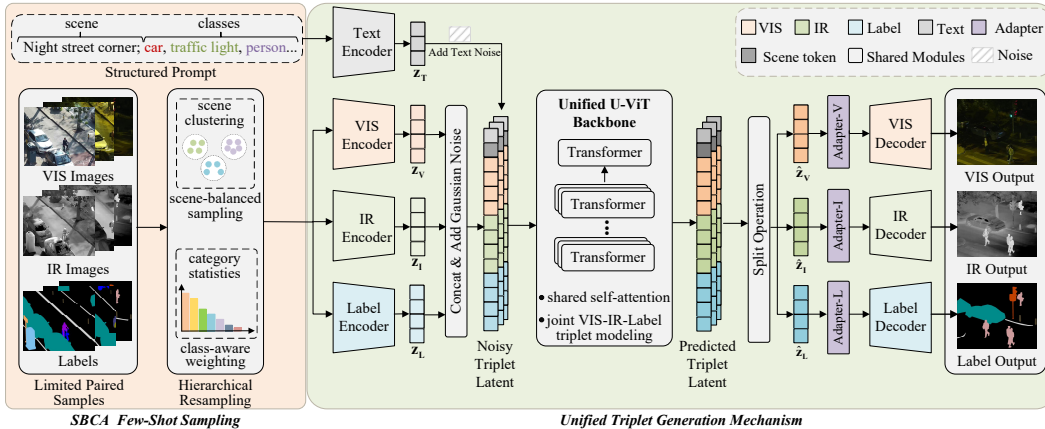 scene
classes
Night street corner; car, traffic light, person...
Structured Prompt
VIS Images
IR Images
Labels
Limited Paired
Samples
scene
clustering
scene-balanced
sampling
category
statistics
class-aware
weighting
Hierarchical
Resampling
SBCA Few-Shot Sampling
Text
Encoder
z_T
Add Text Noise
VIS
Encoder
z_V
IR
Encoder
z_I
Label
Encoder
z_L
Concat & Add Gaussian Noise
Noisy
Triplet
Latent
Unified U-ViT
Backbone
Transformer
Transformer
Transformer
shared self-attention
joint VIS-IR-Label
triplet modeling
Predicted
Triplet
Latent
Split Operation
ẑ_V
ẑ_I
ẑ_L
Adapter-V
Adapter-I
Adapter-L
VIS
Decoder
IR
Decoder
Label
Decoder
VIS Output
IR Output
Label Output
VIS
IR
Label
Text
Adapter
Scene token
Shared Modules
Noise
Unified Triplet Generation Mechanism